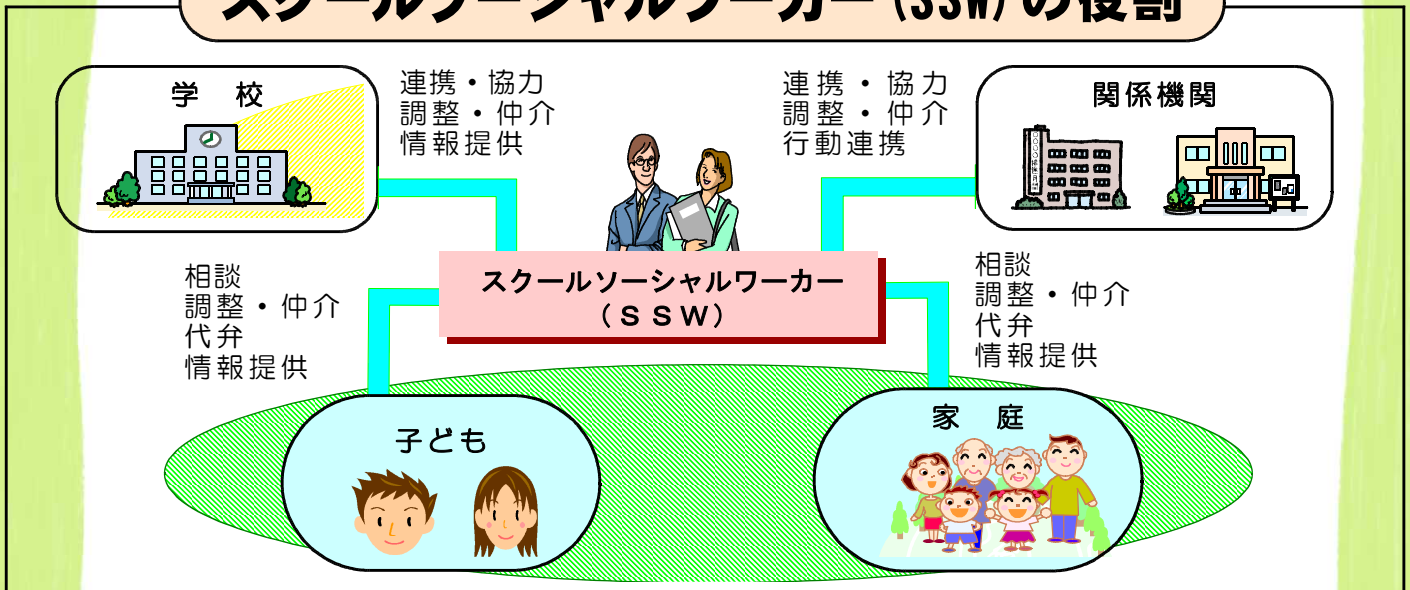 スクールソーシャルワーカー(SSW)の役割
学 校
連携・協力
調整・仲介
情報提供
連携・協力
調整・仲介
行動連携
関係機関
スクールソーシャルワーカー
(SSW)
相談
調整・仲介
代弁
情報提供
相談
調整・仲介
代弁
情報提供
子ども
家 庭